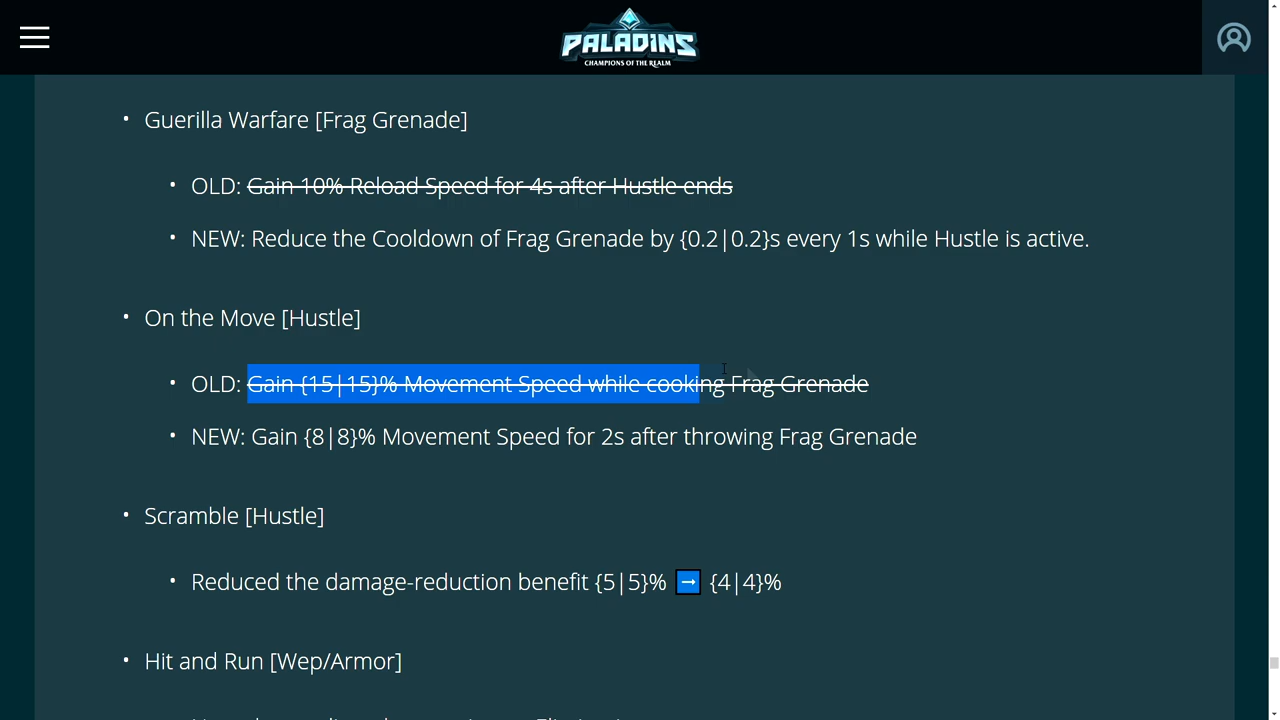 PALADINS
CHAMPIONS OF THE REALM
• Guerilla Warfare [Frag Grenade]
• OLD: Gain 10% Reload Speed for 4s after Hustle ends
• NEW: Reduce the Cooldown of Frag Grenade by {0.2|0.2}s every 1s while Hustle is active.
• On the Move [Hustle]
• OLD: Gain {15|15}% Movement Speed while cooking Frag Grenade
• NEW: Gain {8|8}% Movement Speed for 2s after throwing Frag Grenade
• Scramble [Hustle]
• Reduced the damage-reduction benefit {5|5}% ➡ {4|4}%
• Hit and Run [Wep/Armor]